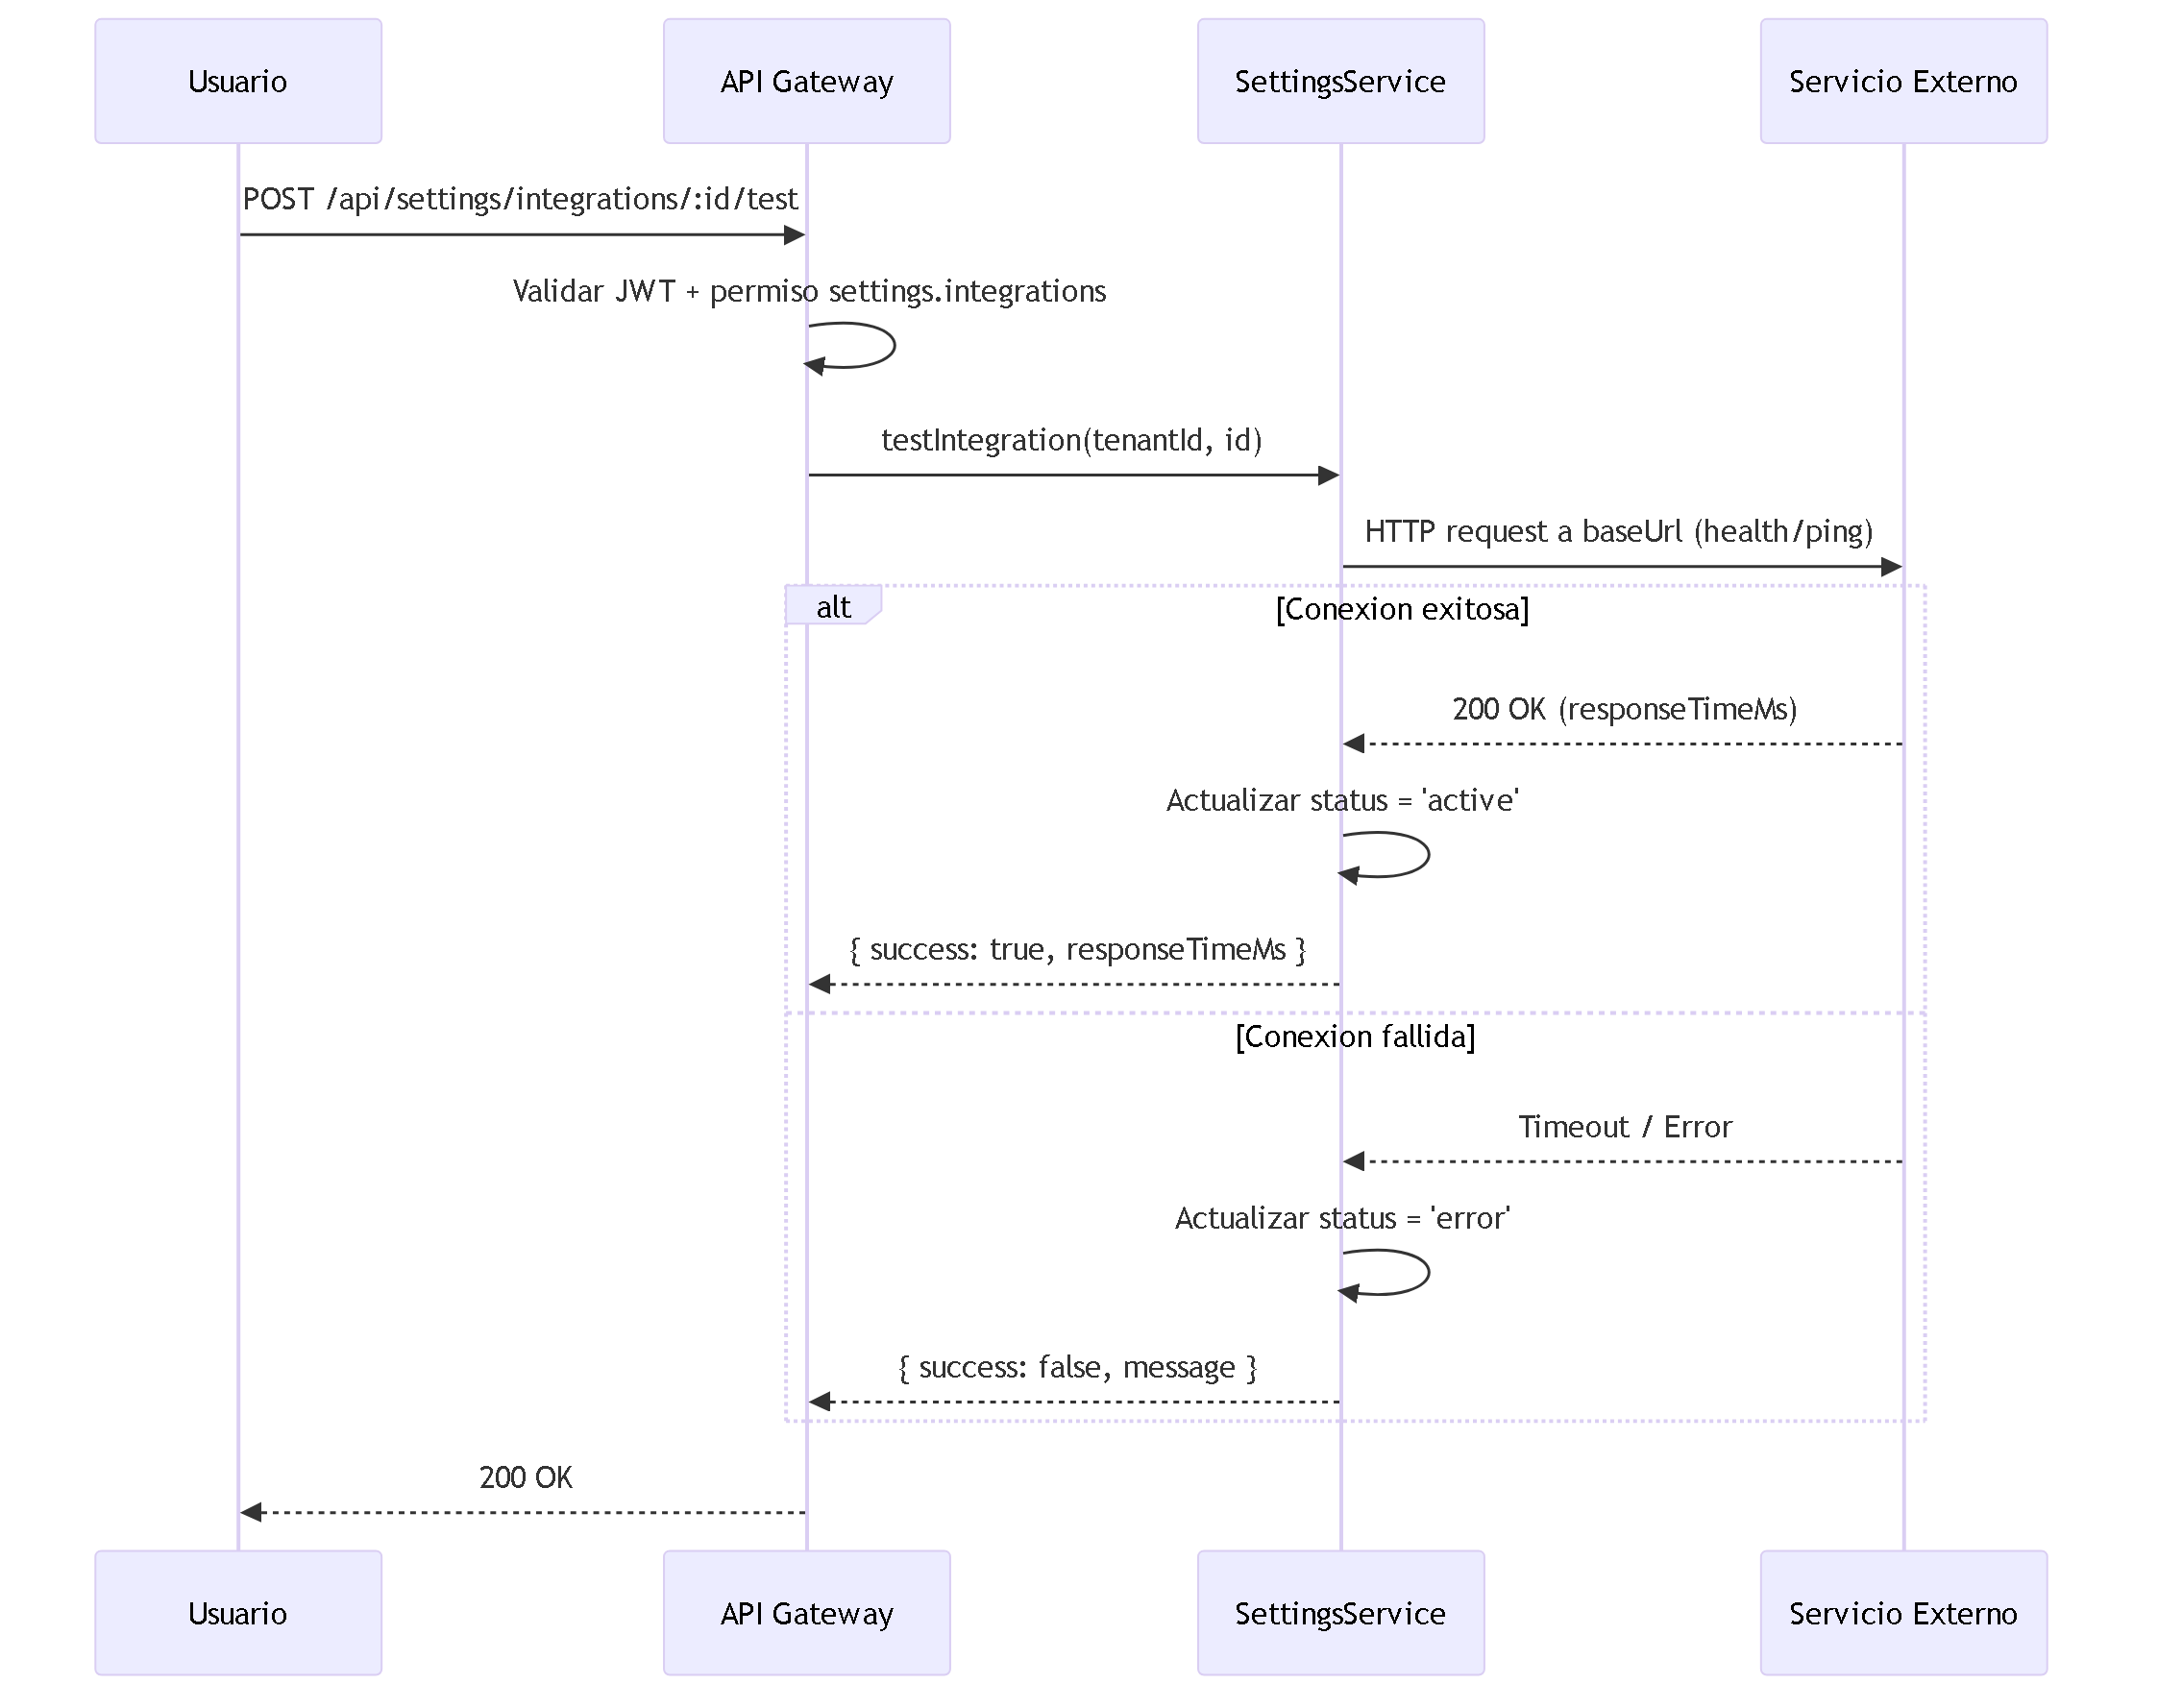 Usuario
API Gateway
SettingsService
Servicio Externo
POST /api/settings/integrations/:id/test
Validar JWT + permiso settings.integrations
testIntegration(tenantId, id)
HTTP request a baseUrl (health/ping)
alt
[Conexion exitosa]
200 OK (responseTimeMs)
Actualizar status = 'active'
{ success: true, responseTimeMs }
[Conexion fallida]
Timeout / Error
Actualizar status = 'error'
{ success: false, message }
200 OK
Usuario
API Gateway
SettingsService
Servicio Externo